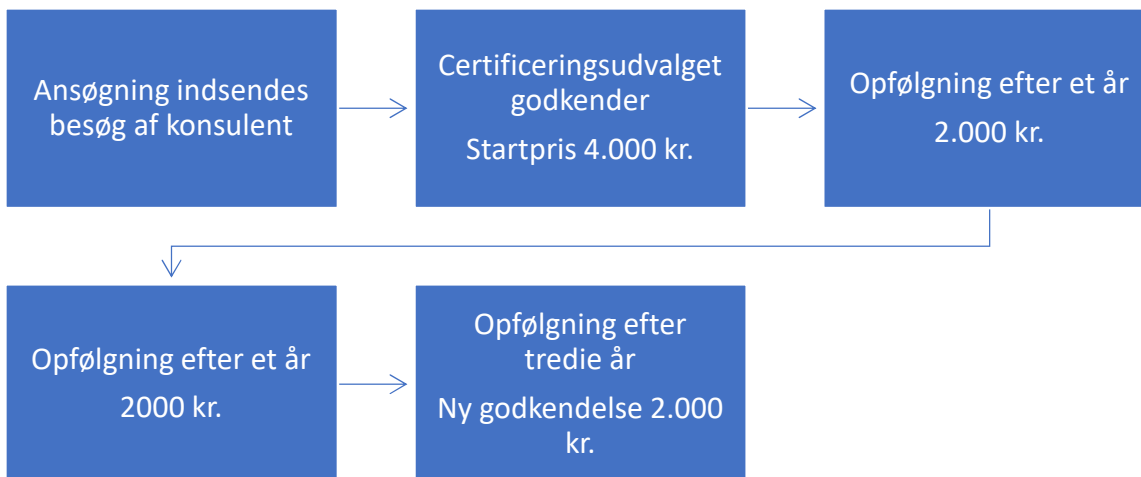 Ansøgning indsendes
besøg af konsulent
Certificeringsudvalget
godkender
Startpris 4.000 kr.
Opfølgning efter et år
2.000 kr.
Opfølgning efter et år
2000 kr.
Opfølgning efter
tredie år
Ny godkendelse 2.000
kr.